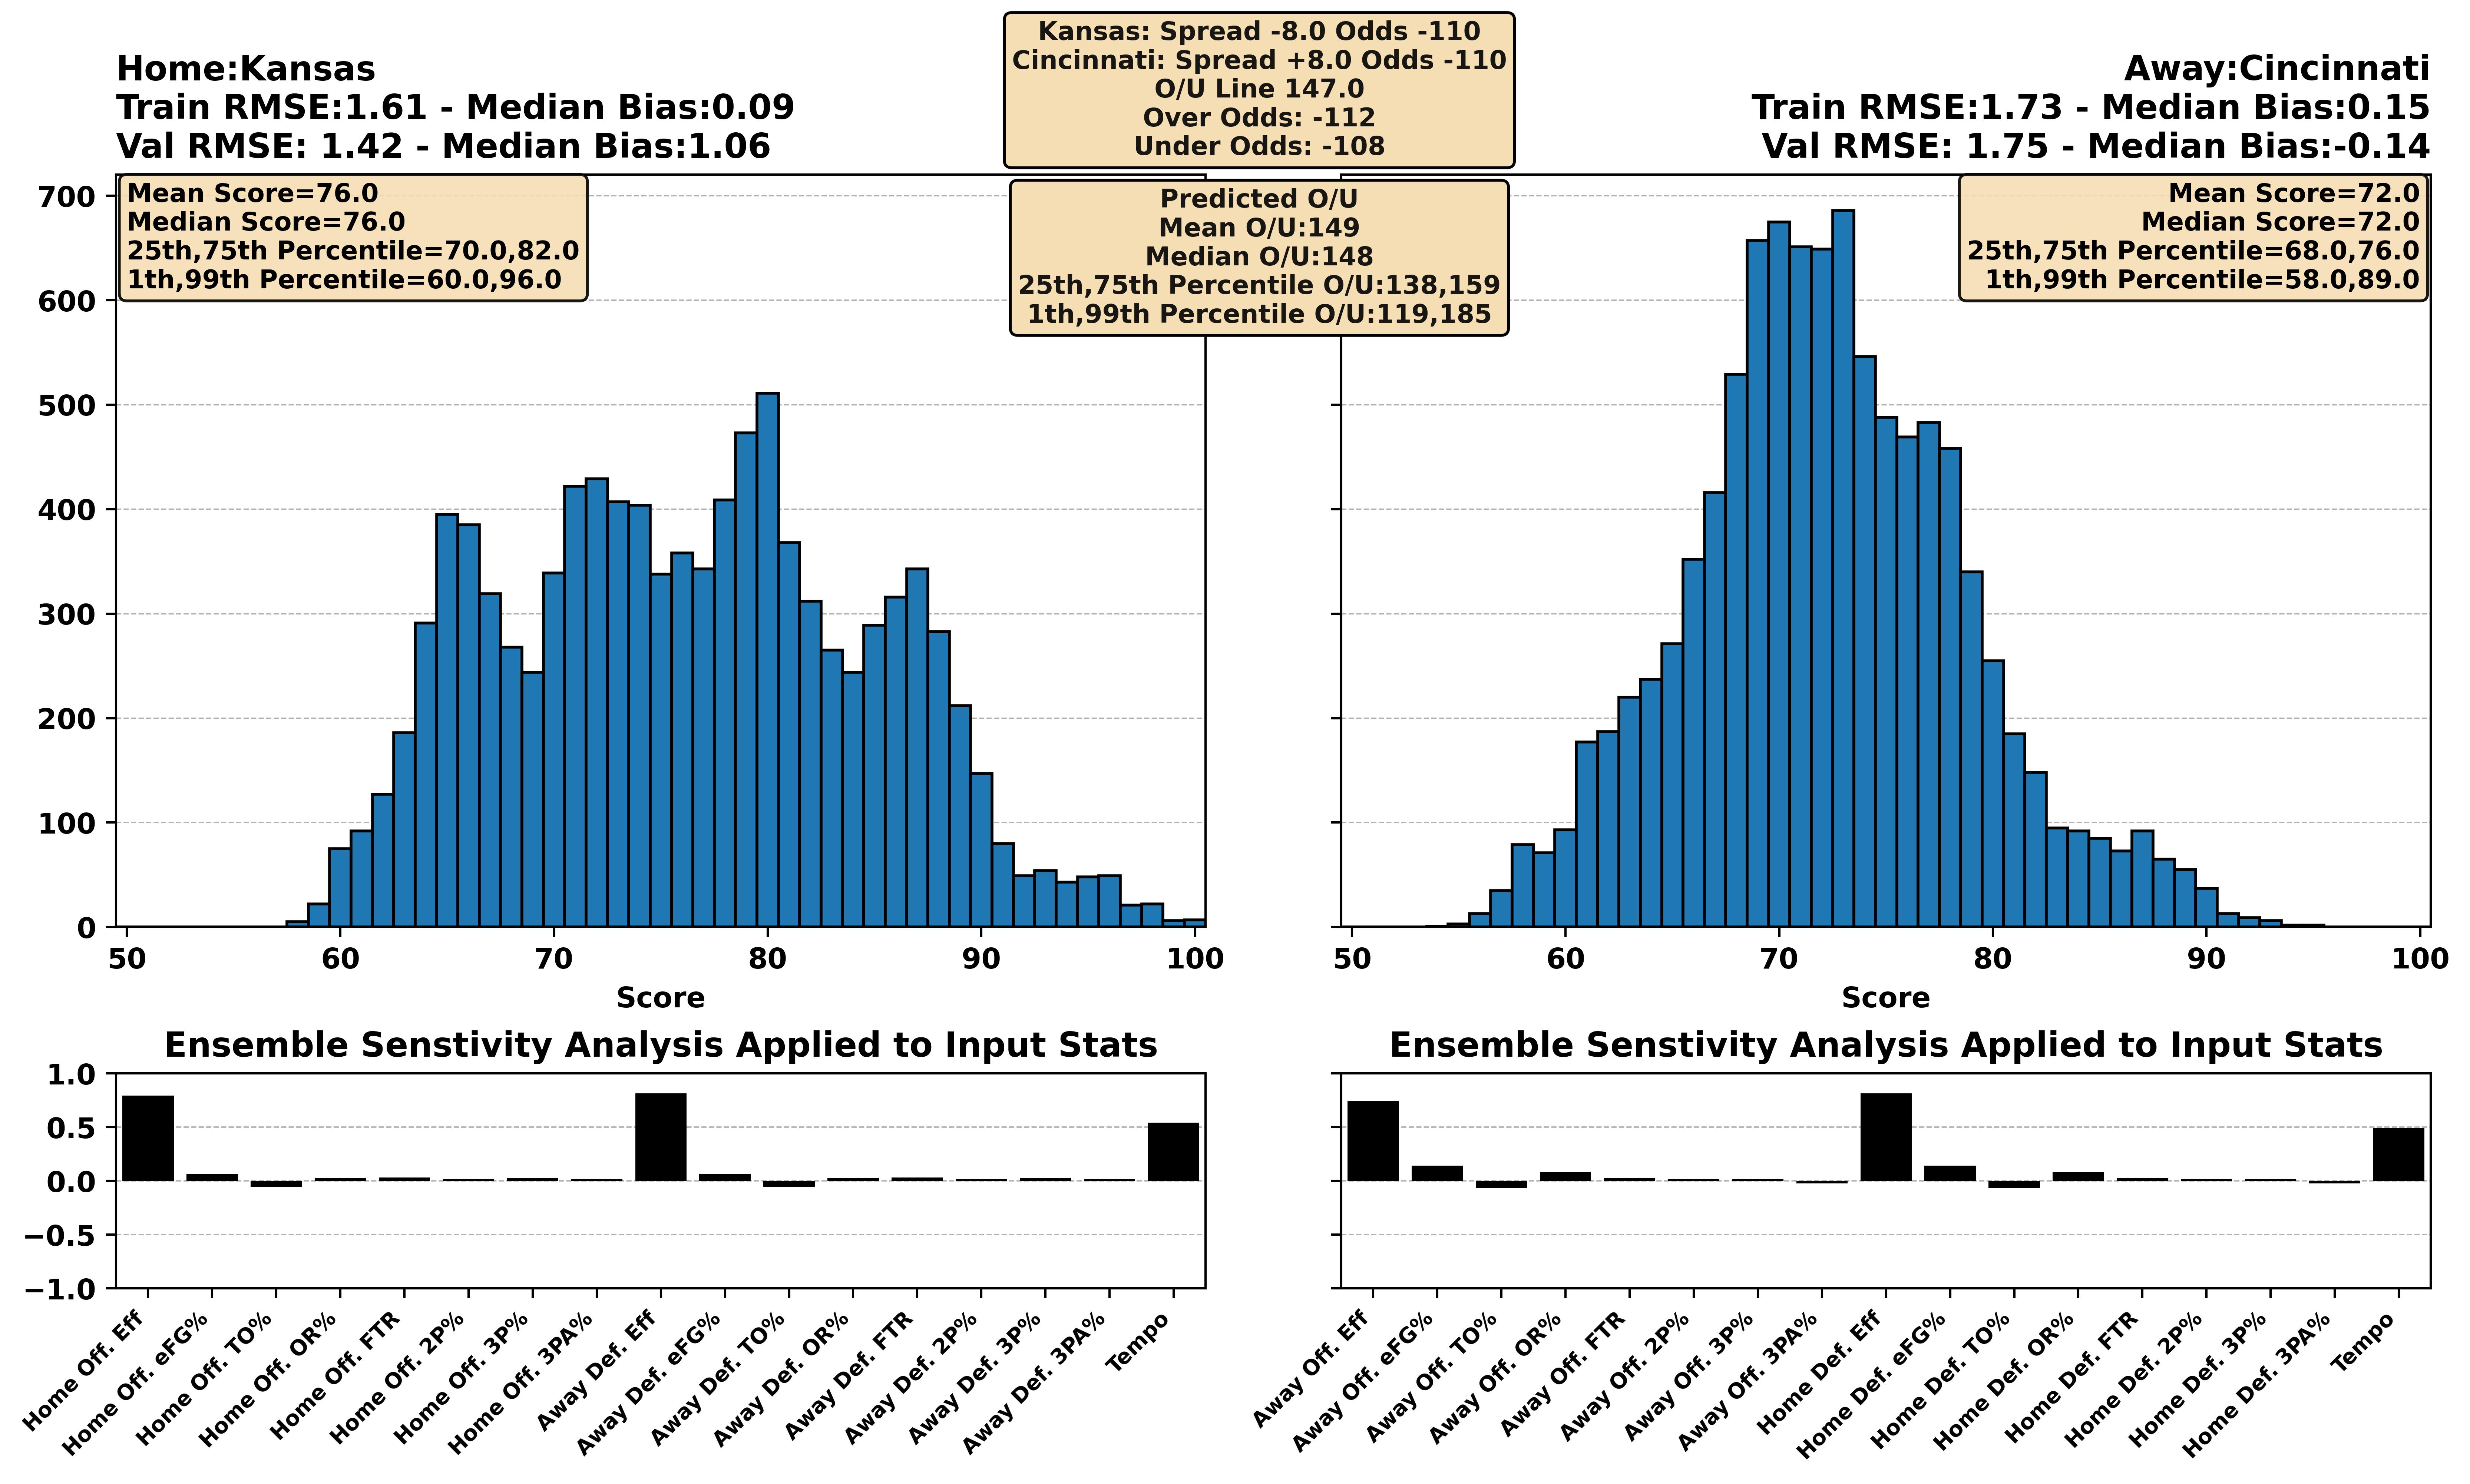 Kansas: Spread -8.0 Odds -110
Cincinnati: Spread +8.0 Odds -110
O/U Line 147.0
Over Odds: -112
Under Odds: -108
Home:Kansas
Train RMSE:1.61 - Median Bias:0.09
Val RMSE: 1.42 - Median Bias:1.06
Away:Cincinnati
Train RMSE:1.73 - Median Bias:0.15
Val RMSE: 1.75 - Median Bias:-0.14
Mean Score=76.0
Median Score=76.0
25th,75th Percentile=70.0,82.0
1th,99th Percentile=60.0,96.0
Predicted O/U
Mean O/U:149
Median O/U:148
25th,75th Percentile O/U:138,159
1th,99th Percentile O/U:119,185
Mean Score=72.0
Median Score=72.0
25th,75th Percentile=68.0,76.0
1th,99th Percentile=58.0,89.0
700
600
500
400
300
200
100
0
50 60 70 80 90 100
Score
50 60 70 80 90 100
Score
Ensemble Senstivity Analysis Applied to Input Stats
1.0
0.5
0.0
−0.5
−1.0
Home Off. Eff
Home Off. eFG%
Home Off. TO%
Home Off. OR%
Home Off. FTR
Home Off. 2P%
Home Off. 3P%
Home Off. 3PA%
Away Def. Eff
Away Def. eFG%
Away Def. TO%
Away Def. OR%
Away Def. FTR
Away Def. 2P%
Away Def. 3P%
Away Def. 3PA%
Tempo
Ensemble Senstivity Analysis Applied to Input Stats
Away Off. Eff
Away Off. eFG%
Away Off. TO%
Away Off. OR%
Away Off. FTR
Away Off. 2P%
Away Off. 3P%
Away Off. 3PA%
Home Def. Eff
Home Def. eFG%
Home Def. TO%
Home Def. OR%
Home Def. FTR
Home Def. 2P%
Home Def. 3P%
Home Def. 3PA%
Tempo